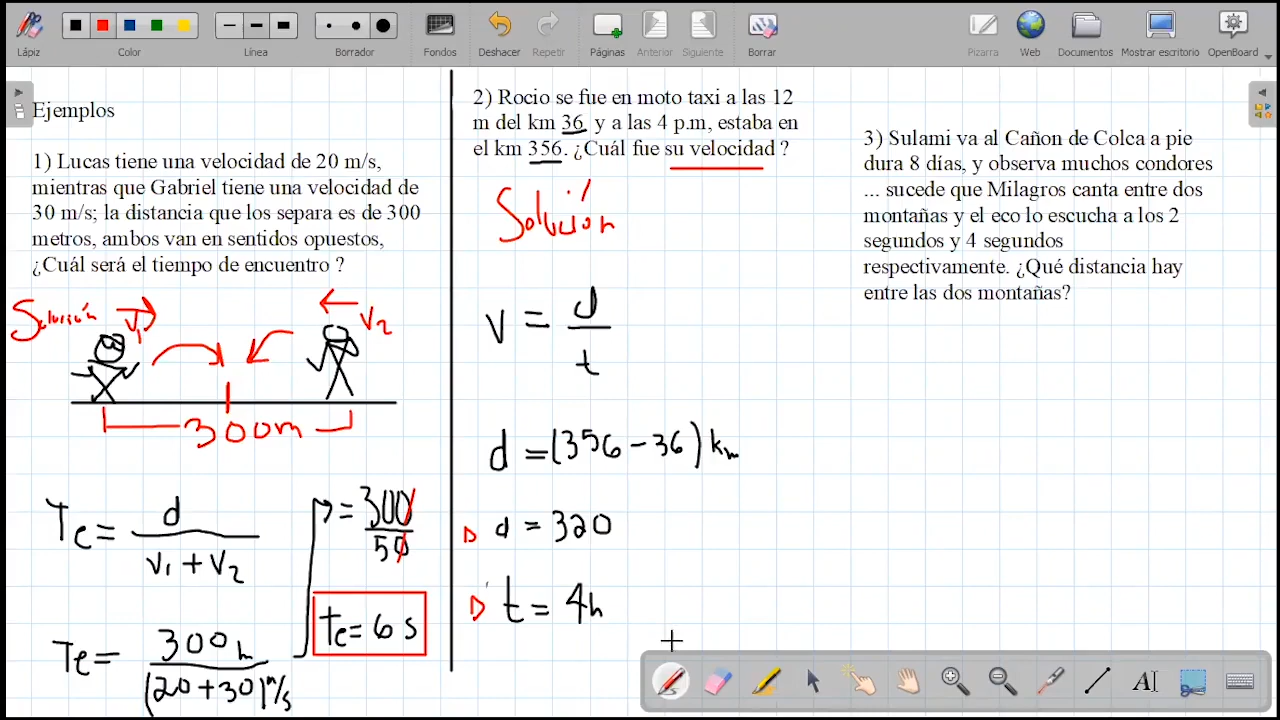 Lápiz
Color
Línea
Borrador
Fondos
Deshacer
Repetir
Páginas
Anterior
Siguiente
Borrar
Pizarra
Web
Documentos
Mostrar escritorio
OpenBoard
Ejemplos
1) Lucas tiene una velocidad de 20 m/s,
mientras que Gabriel tiene una velocidad de
30 m/s; la distancia que los separa es de 300
metros, ambos van en sentidos opuestos,
¿Cuál será el tiempo de encuentro ?
Solución
V1
V2
300m
Te = d / V1 + V2
Te = 300m / (20+30) m/s
= 300 / 50
te = 6 s
2) Rocio se fue en moto taxi a las 12
m del km 36 y a las 4 p.m, estaba en
el km 356. ¿Cuál fue su velocidad ?
Solución
V = d / t
d = (356 - 36) km
d = 320
t = 4h
3) Sulami va al Cañon de Colca a pie
dura 8 días, y observa muchos condores
... sucede que Milagros canta entre dos
montañas y el eco lo escucha a los 2
segundos y 4 segundos
respectivamente. ¿Qué distancia hay
entre las dos montañas?